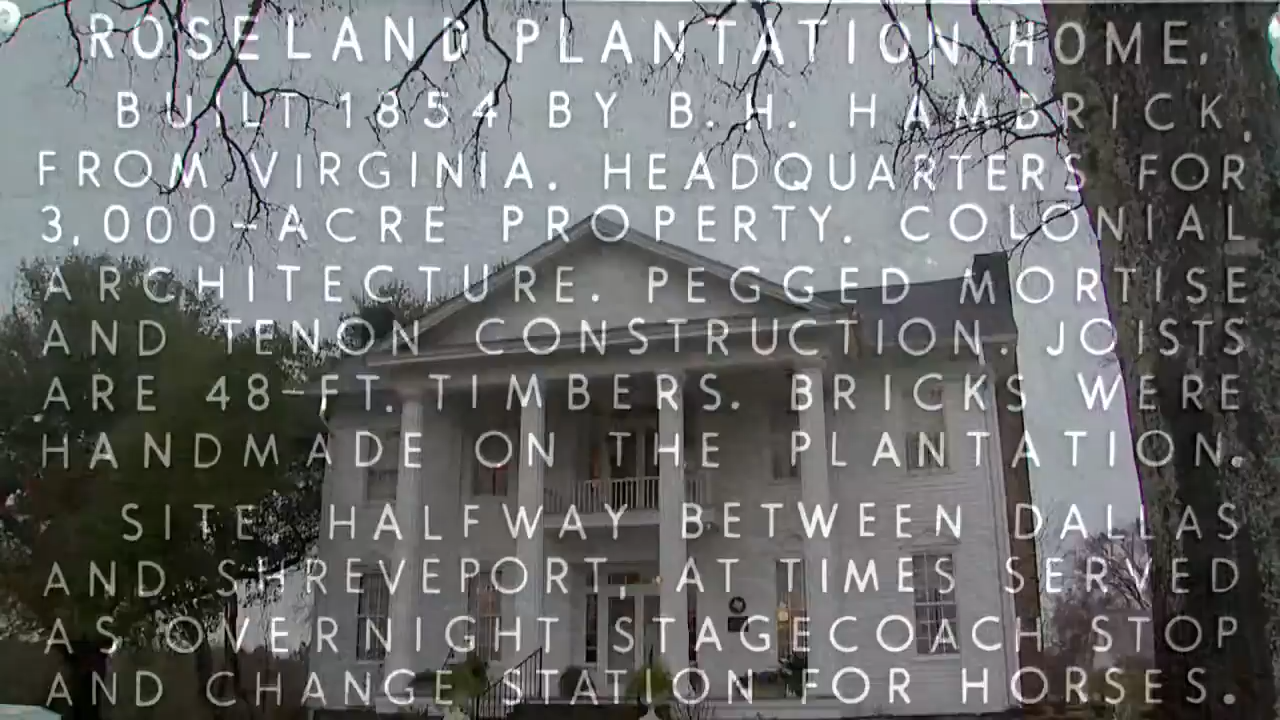 ROSELAND PLANTATION HOME.
BUILT 1854 BY B. H. HAMBRICK,
FROM VIRGINIA. HEADQUARTERS FOR
3,000-ACRE PROPERTY. COLONIAL
ARCHITECTURE. PEGGED MORTISE
AND TENON CONSTRUCTION. JOISTS
ARE 48-FT. TIMBERS. BRICKS WERE
HANDMADE ON THE PLANTATION.
SITE HALFWAY BETWEEN DALLAS
AND SHREVEPORT, AT TIMES SERVED
AS OVERNIGHT STAGECOACH STOP
AND CHANGE STATION FOR HORSES.